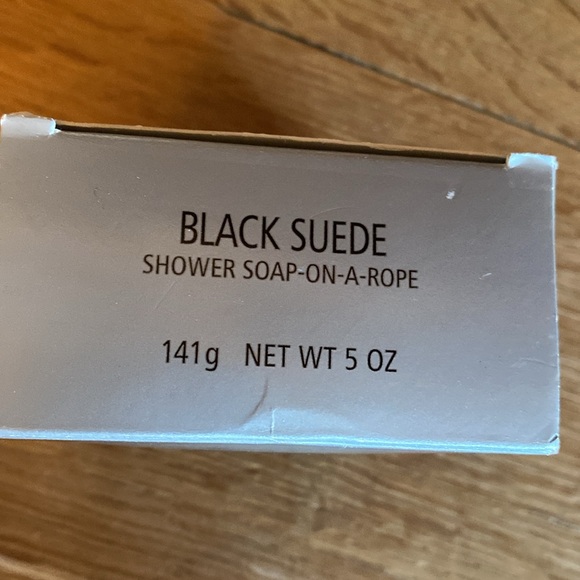 BLACK SUEDE
SHOWER SOAP-ON-A-ROPE
141g NET WT 5 OZ